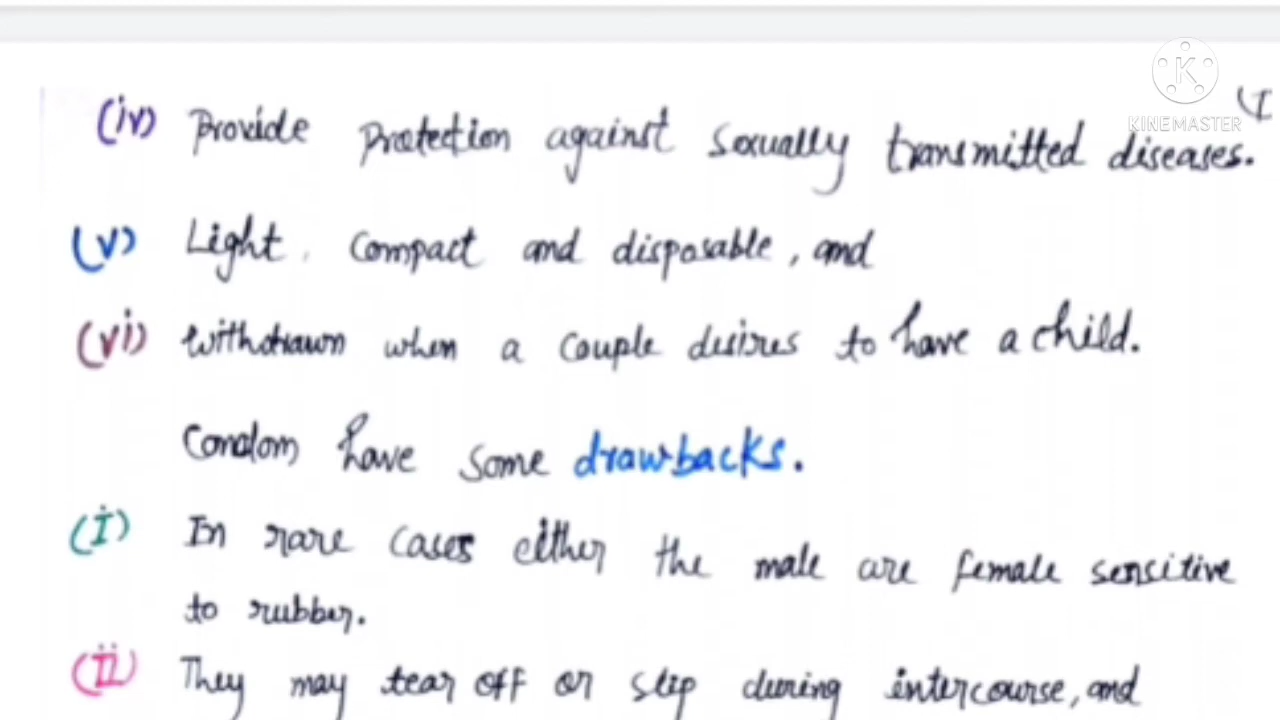 (iv) Provide protection against sexually transmitted diseases.
KINEMASTER
(v) Light, compact and disposable, and
(vi) withdrawn when a couple desires to have a child.
Condom have some drawbacks.
(i) In rare cases either the male are female sensitive
to rubber.
(ii) They may tear off or slip during intercourse, and